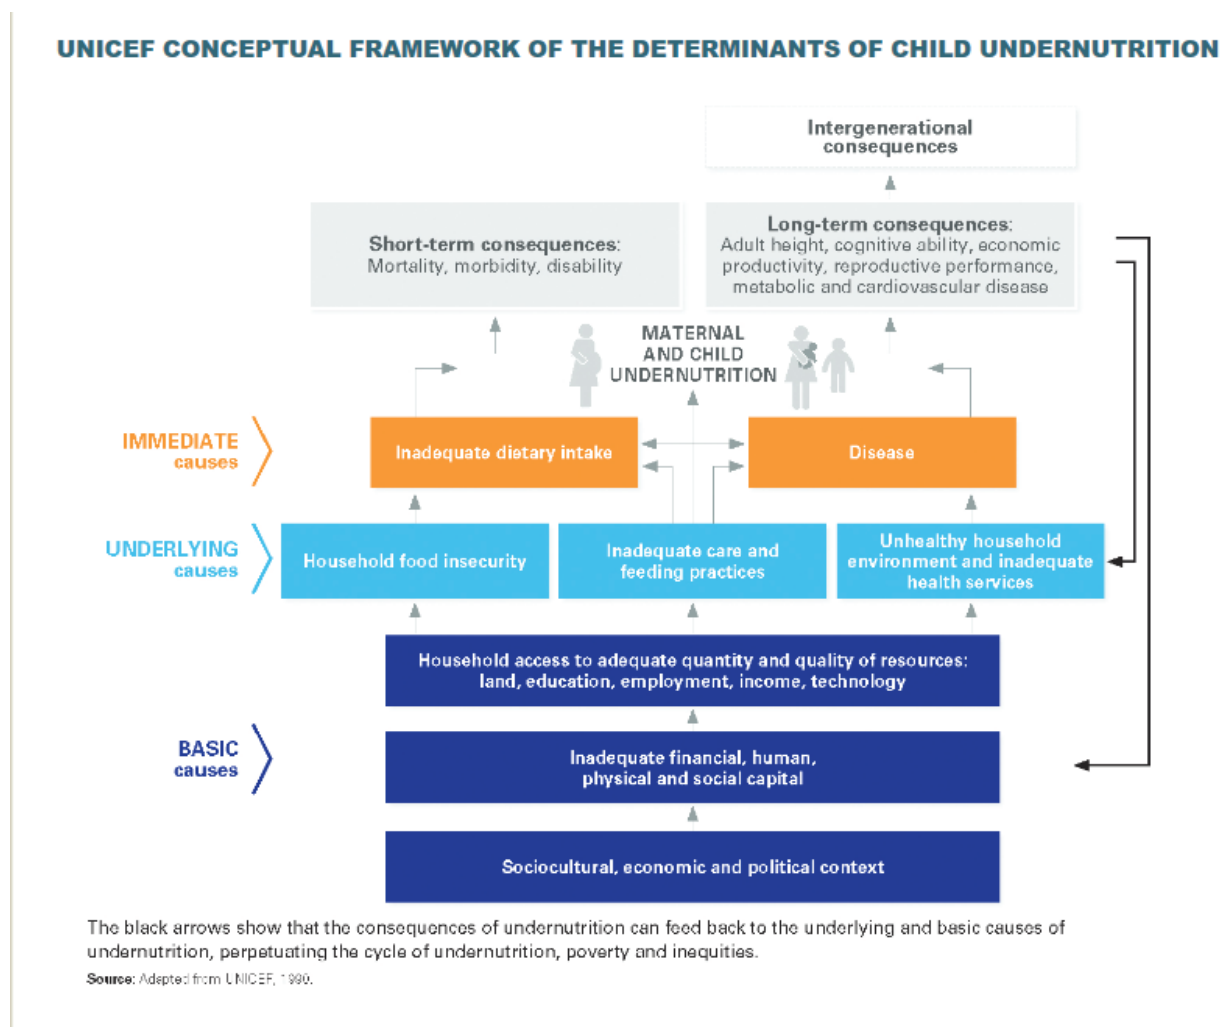 UNICEF CONCEPTUAL FRAMEWORK OF THE DETERMINANTS OF CHILD UNDERNUTRITION
Intergenerational
consequences
Short-term consequences:
Mortality, morbidity, disability
Long-term consequences:
Adult height, cognitive ability, economic
productivity, reproductive performance,
metabolic and cardiovascular disease
MATERNAL
AND CHILD
UNDERNUTRITION
IMMEDIATE
causes
Inadequate dietary intake
Disease
UNDERLYING
causes
Household food insecurity
Inadequate care and
feeding practices
Unhealthy household
environment and inadequate
health services
Household access to adequate quantity and quality of resources:
land, education, employment, income, technology
BASIC
causes
Inadequate financial, human,
physical and social capital
Sociocultural, economic and political context
The black arrows show that the consequences of undernutrition can feed back to the underlying and basic causes of
undernutrition, perpetuating the cycle of undernutrition, poverty and inequities.
Source: Adapted from UNICEF, 1990.